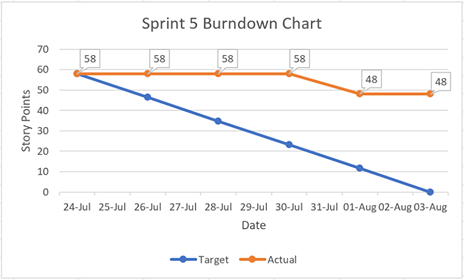 Sprint 5 Burndown Chart
70
60
50
40
30
20
10
0
Story Points
58
58
58
58
48
48
24-Jul 25-Jul 26-Jul 27-Jul 28-Jul 29-Jul 30-Jul 31-Jul 01-Aug 02-Aug 03-Aug
Date
Target Actual